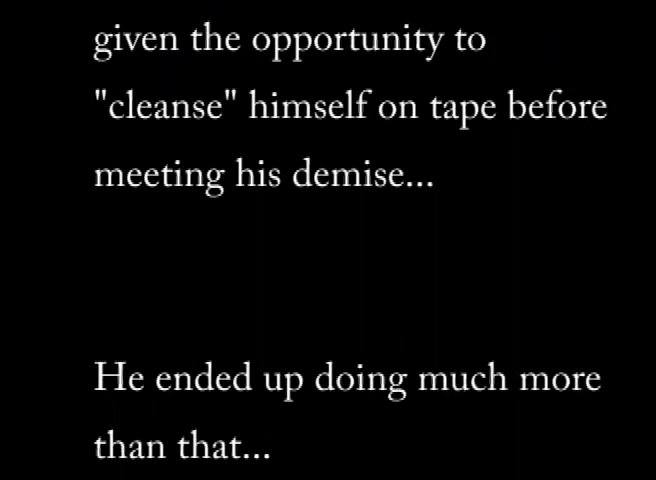 given the opportunity to
"cleanse" himself on tape before
meeting his demise...
He ended up doing much more
than that...